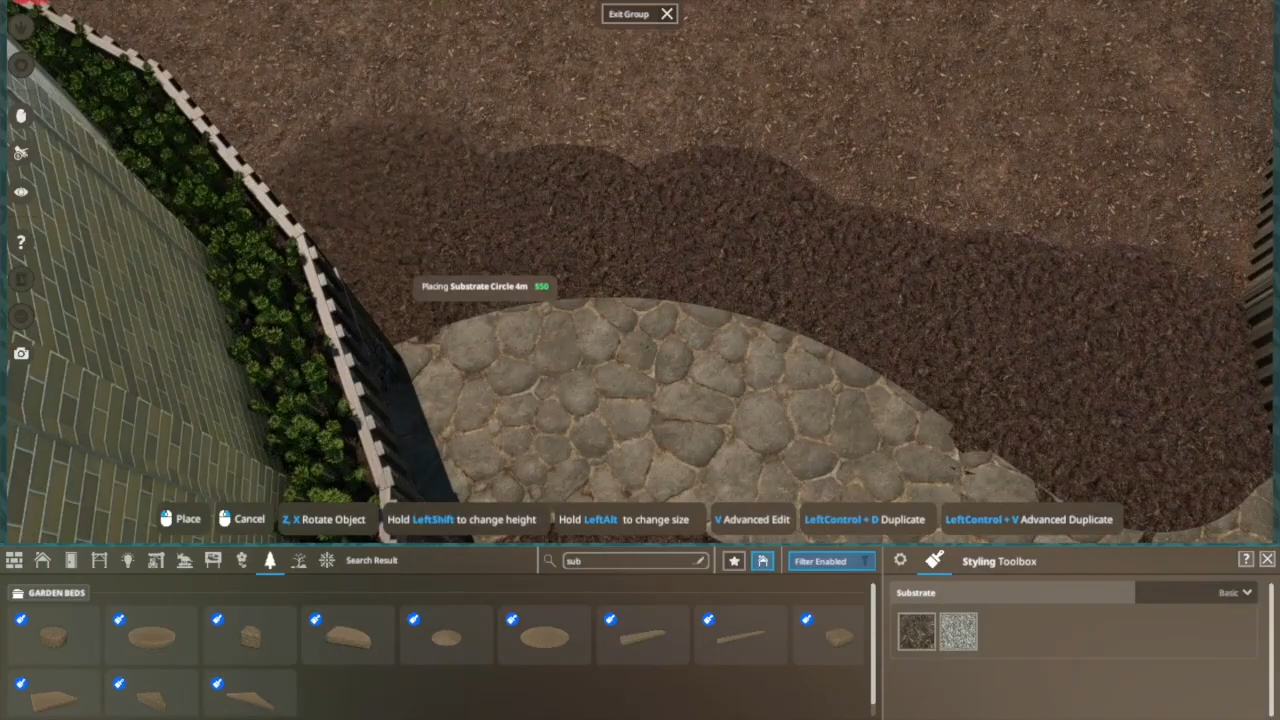 Exit Group
Placing Substrate Circle 4m $50
Place Cancel Z, X Rotate Object Hold LeftShift to change height Hold LeftAlt to change size V Advanced Edit LeftControl + D Duplicate LeftControl + V Advanced Duplicate
Search Result sub Filter Enabled Styling Toolbox ?
GARDEN BEDS
Substrate Basic